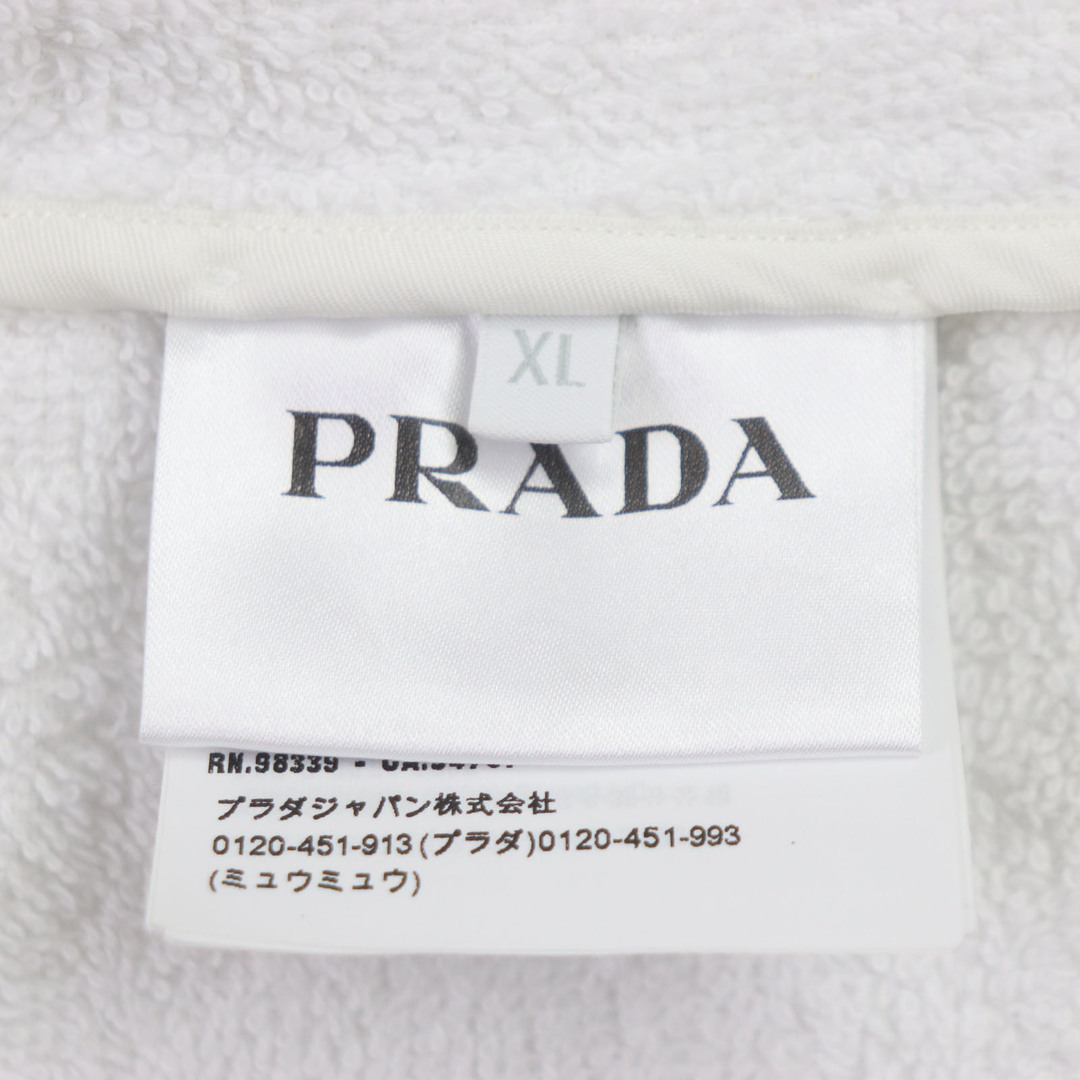 XL
PRADA
RN.98339 -
プラダジャパン株式会社
0120-451-913(プラダ)0120-451-993
(ミュウミュウ)